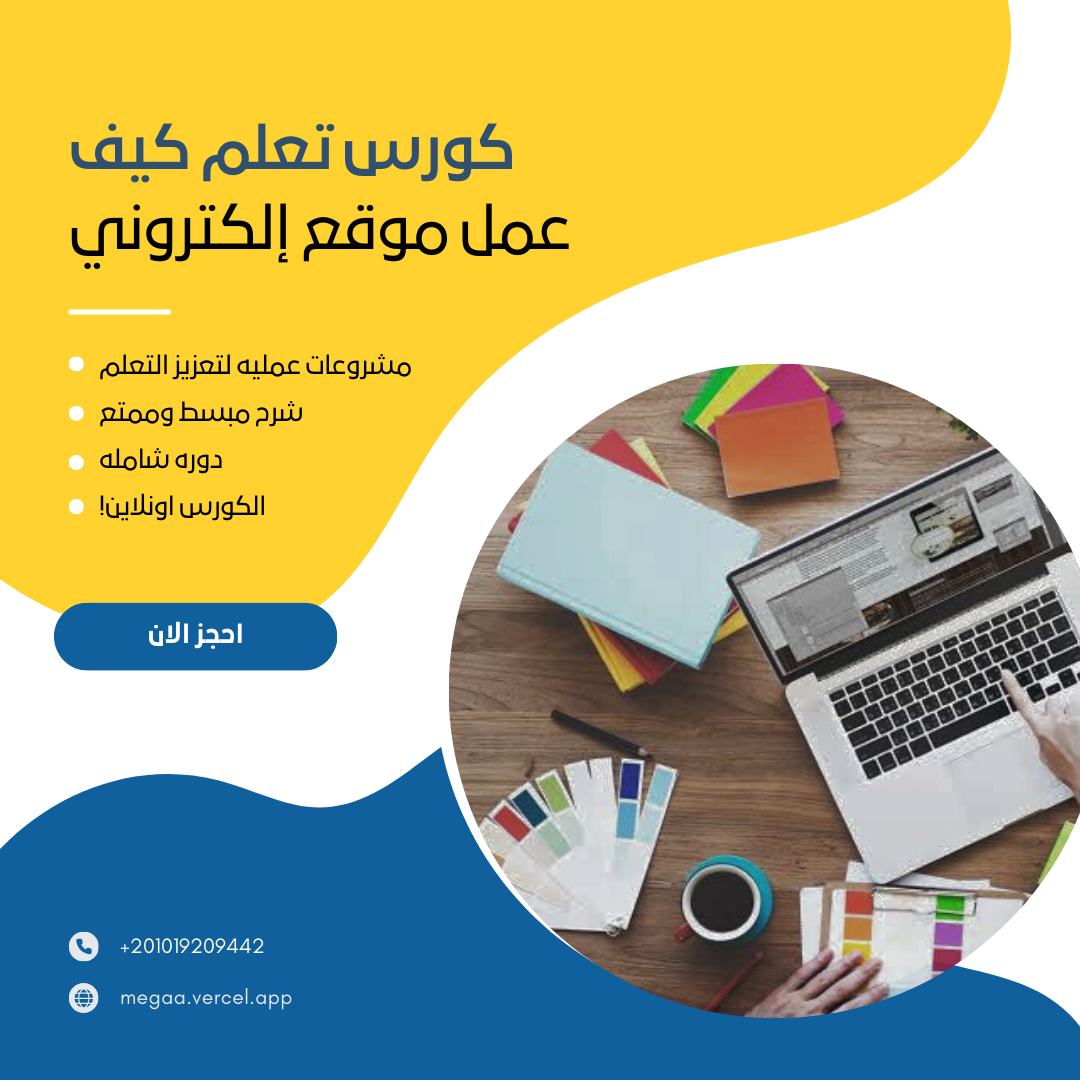 كورس تعلم كيف
عمل موقع إلكتروني
مشروعات عمليه لتعزيز التعلم
شرح مبسط وممتع
دوره شامله
الكورس اونلاين!
احجز الان
+201019209442
megaa.vercel.app